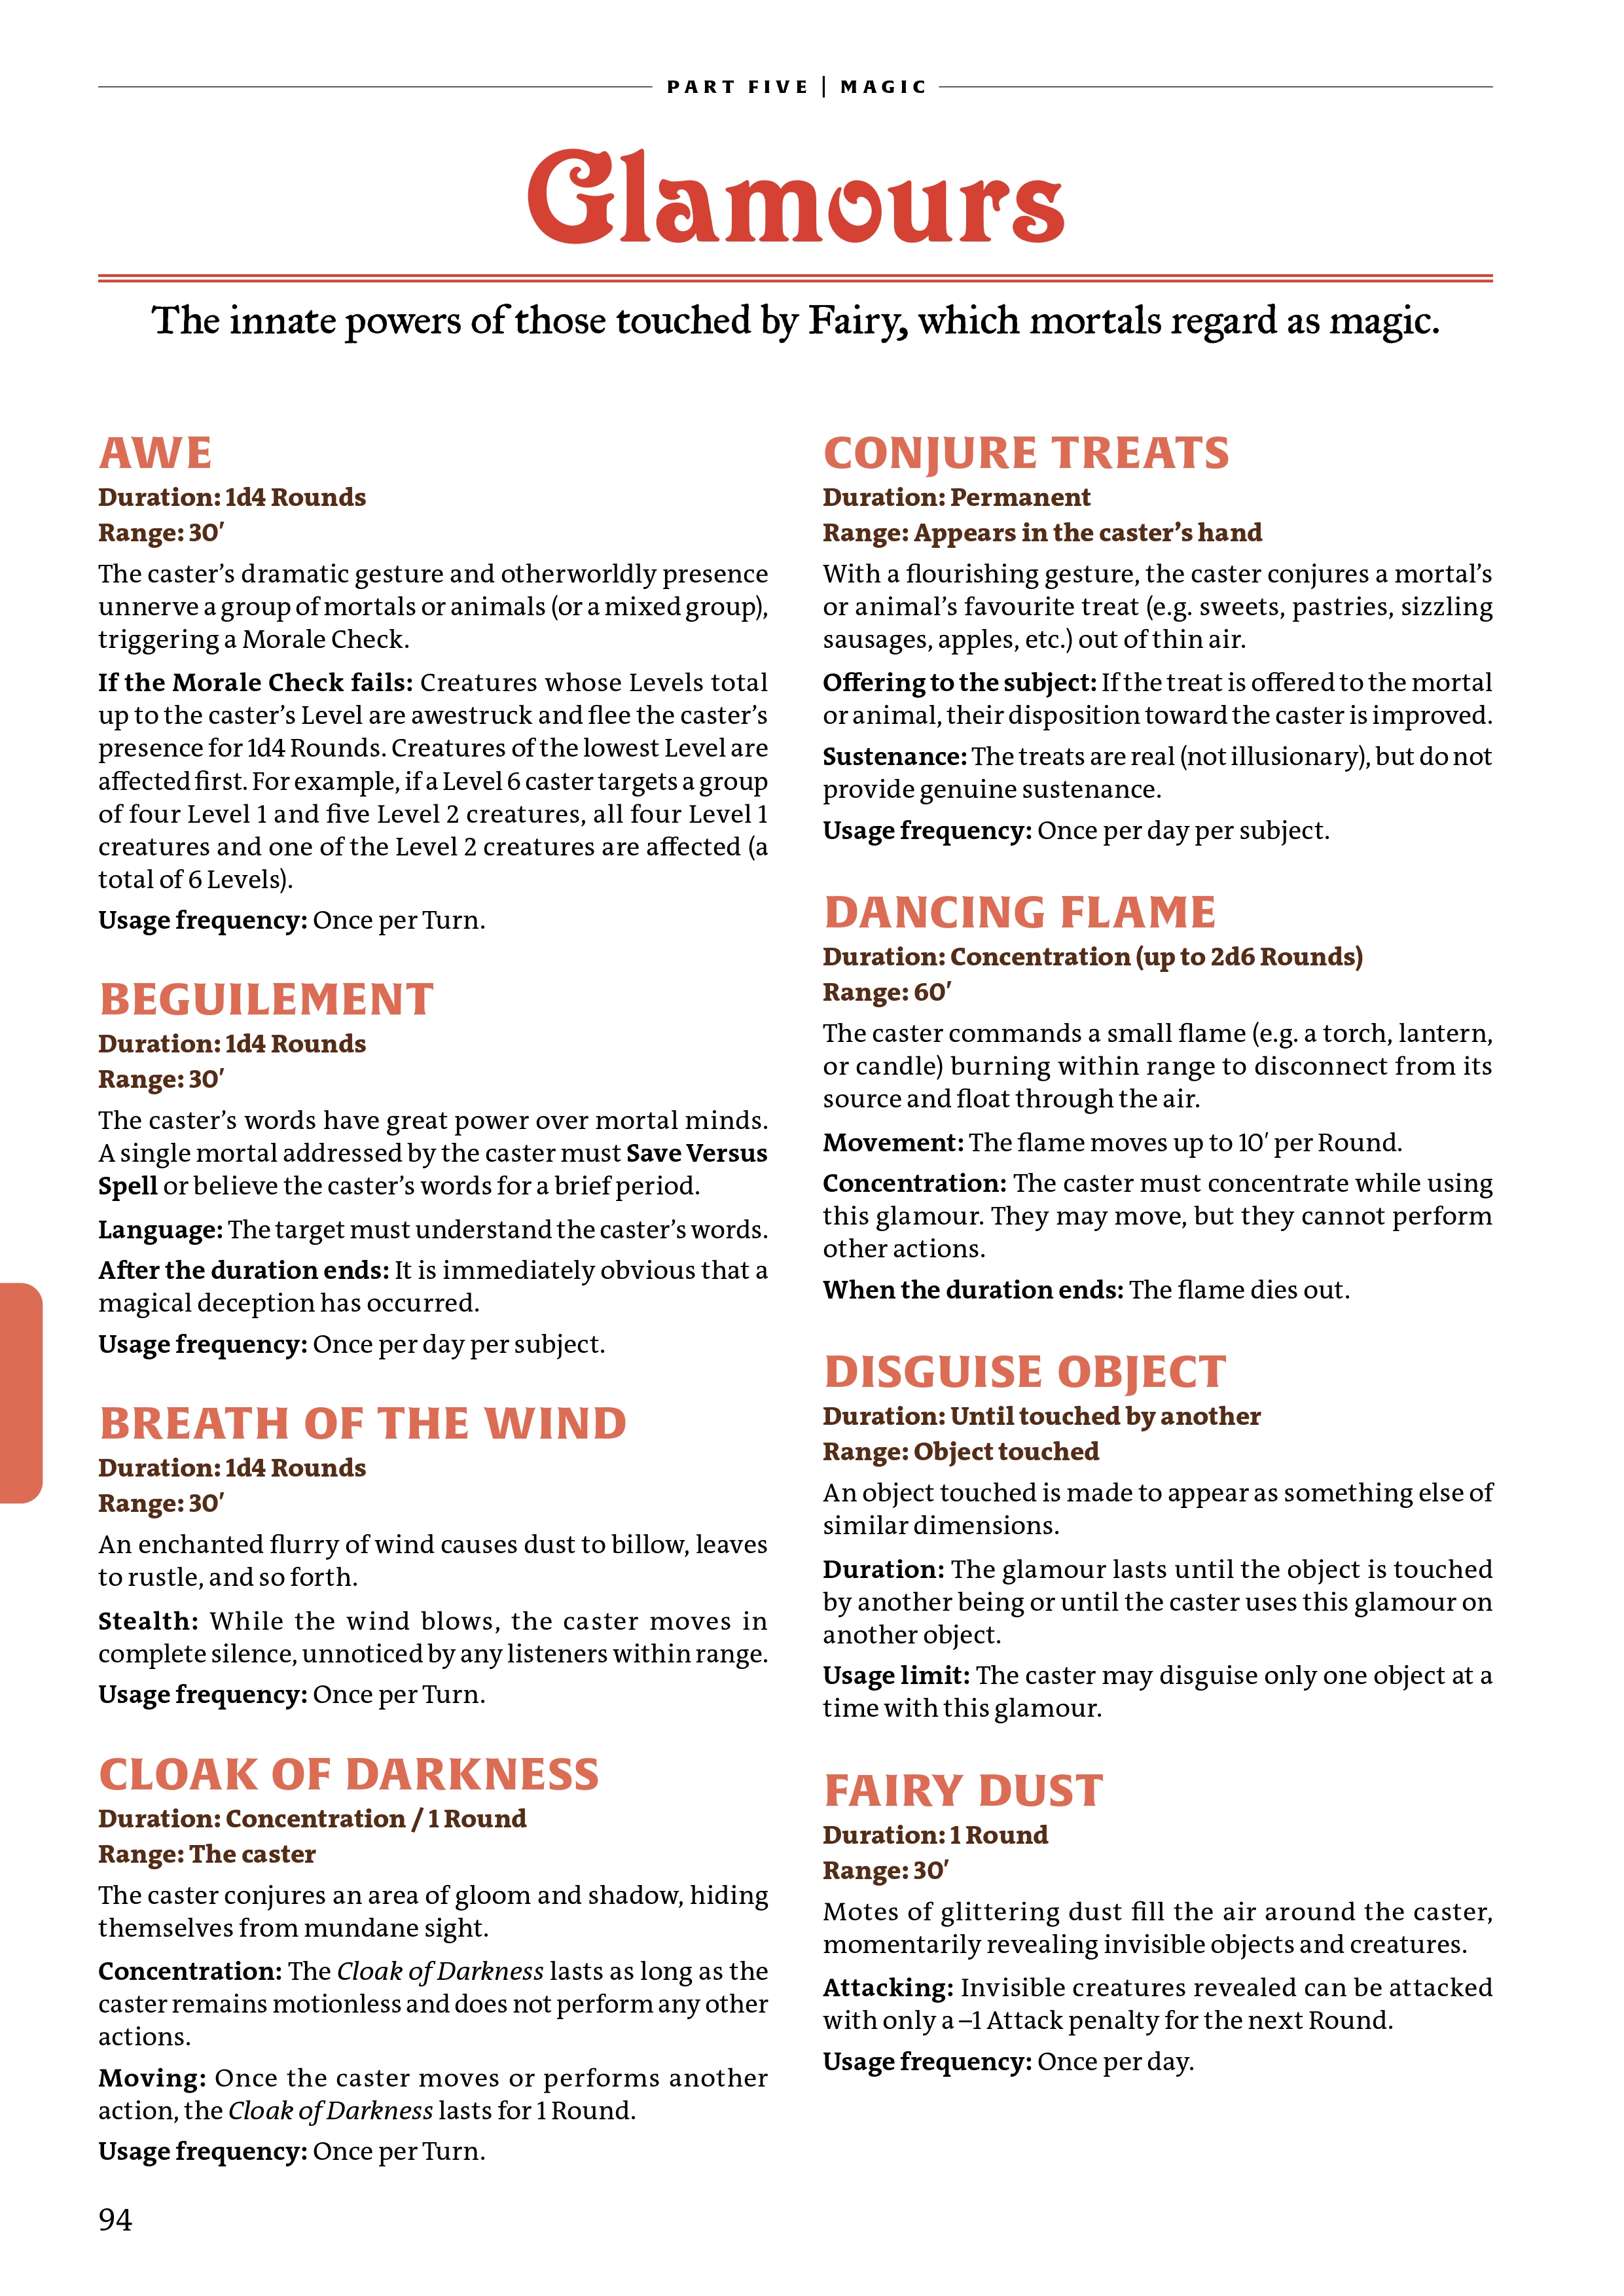 PART FIVE | MAGIC
Glamours
The innate powers of those touched by Fairy, which mortals regard as magic.
AWE
Duration: 1d4 Rounds
Range: 30′
The caster’s dramatic gesture and otherworldly presence
unnerve a group of mortals or animals (or a mixed group),
triggering a Morale Check.
If the Morale Check fails: Creatures whose Levels total
up to the caster’s Level are awestruck and flee the caster’s
presence for 1d4 Rounds. Creatures of the lowest Level are
affected first. For example, if a Level 6 caster targets a group
of four Level 1 and five Level 2 creatures, all four Level 1
creatures and one of the Level 2 creatures are affected (a
total of 6 Levels).
Usage frequency: Once per Turn.
BEGUILEMENT
Duration: 1d4 Rounds
Range: 30′
The caster’s words have great power over mortal minds.
A single mortal addressed by the caster must Save Versus
Spell or believe the caster’s words for a brief period.
Language: The target must understand the caster’s words.
After the duration ends: It is immediately obvious that a
magical deception has occurred.
Usage frequency: Once per day per subject.
BREATH OF THE WIND
Duration: 1d4 Rounds
Range: 30′
An enchanted flurry of wind causes dust to billow, leaves
to rustle, and so forth.
Stealth: While the wind blows, the caster moves in
complete silence, unnoticed by any listeners within range.
Usage frequency: Once per Turn.
CLOAK OF DARKNESS
Duration: Concentration / 1 Round
Range: The caster
The caster conjures an area of gloom and shadow, hiding
themselves from mundane sight.
Concentration: The Cloak of Darkness lasts as long as the
caster remains motionless and does not perform any other
actions.
Moving: Once the caster moves or performs another
action, the Cloak of Darkness lasts for 1 Round.
Usage frequency: Once per Turn.
CONJURE TREATS
Duration: Permanent
Range: Appears in the caster’s hand
With a flourishing gesture, the caster conjures a mortal’s
or animal’s favourite treat (e.g. sweets, pastries, sizzling
sausages, apples, etc.) out of thin air.
Offering to the subject: If the treat is offered to the mortal
or animal, their disposition toward the caster is improved.
Sustenance: The treats are real (not illusionary), but do not
provide genuine sustenance.
Usage frequency: Once per day per subject.
DANCING FLAME
Duration: Concentration (up to 2d6 Rounds)
Range: 60′
The caster commands a small flame (e.g. a torch, lantern,
or candle) burning within range to disconnect from its
source and float through the air.
Movement: The flame moves up to 10′ per Round.
Concentration: The caster must concentrate while using
this glamour. They may move, but they cannot perform
other actions.
When the duration ends: The flame dies out.
DISGUISE OBJECT
Duration: Until touched by another
Range: Object touched
An object touched is made to appear as something else of
similar dimensions.
Duration: The glamour lasts until the object is touched
by another being or until the caster uses this glamour on
another object.
Usage limit: The caster may disguise only one object at a
time with this glamour.
FAIRY DUST
Duration: 1 Round
Range: 30′
Motes of glittering dust fill the air around the caster,
momentarily revealing invisible objects and creatures.
Attacking: Invisible creatures revealed can be attacked
with only a –1 Attack penalty for the next Round.
Usage frequency: Once per day.
94